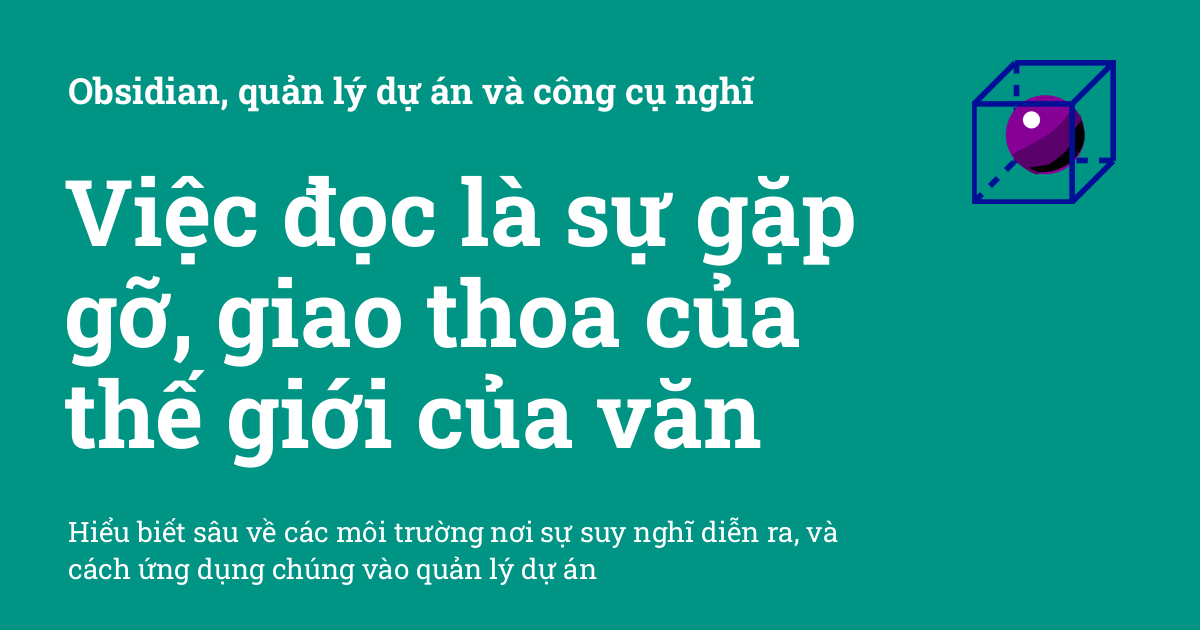 Obsidian, quản lý dự án và công cụ nghĩ
Việc đọc là sự gặp
gỡ, giao thoa của
thế giới của văn
Hiểu biết sâu về các môi trường nơi sự suy nghĩ diễn ra, và
cách ứng dụng chúng vào quản lý dự án